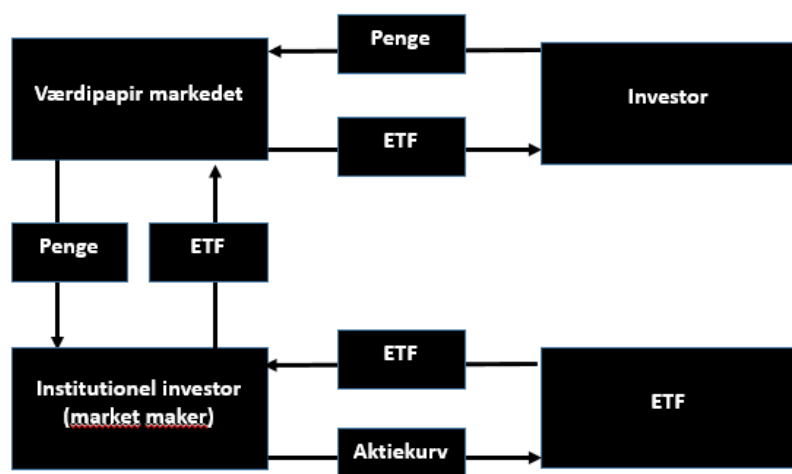 Penge
Værdipapir markedet
Investor
ETF
Penge
ETF
ETF
Institutionel investor
(market maker)
ETF
Aktiekurv